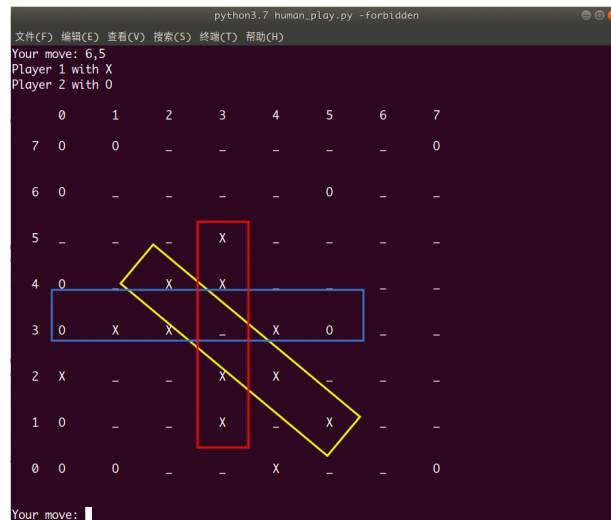 python3.7 human_play.py -forbidden
文件(F) 编辑(E) 查看(V) 搜索(S) 终端(T) 帮助(H)
Your move: 6,5
Player 1 with X
Player 2 with O
0 1 2 3 4 5 6 7
7 O O _ _ _ _ _ O
6 O _ _ _ _ O _ _
5 _ _ _ X _ _ _ _
4 O _ X X _ _ _ _
3 O X X _ X O _ _
2 X _ _ X X _ _ _
1 O _ _ X _ X _ _
0 O O _ _ X _ _ O
Your move: